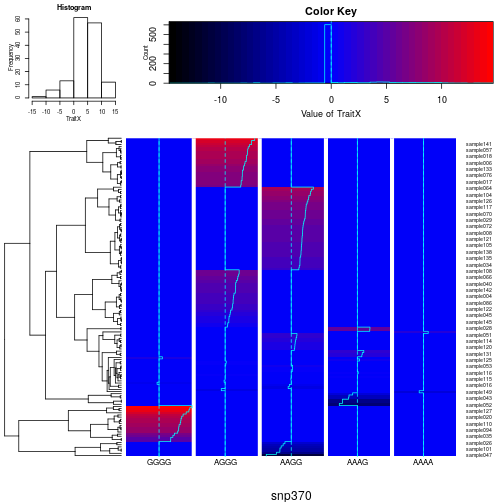 Histogram
Frequency
0 10 20 30 40 50 60
-15 -10 -5 0 5 10 15
TraitX
Color Key
Count
0 200 500
-10 -5 0 5 10
Value of TraitX
sample141
sample057
sample018
sample006
sample133
sample076
sample017
sample064
sample104
sample126
sample117
sample070
sample029
sample072
sample008
sample121
sample105
sample138
sample135
sample034
sample108
sample066
sample040
sample142
sample004
sample086
sample122
sample045
sample145
sample028
sample051
sample114
sample120
sample131
sample125
sample053
sample116
sample115
sample016
sample149
sample043
sample052
sample127
sample020
sample110
sample094
sample035
sample026
sample101
sample047
GGGG AGGG AAGG AAAG AAAA
snp370